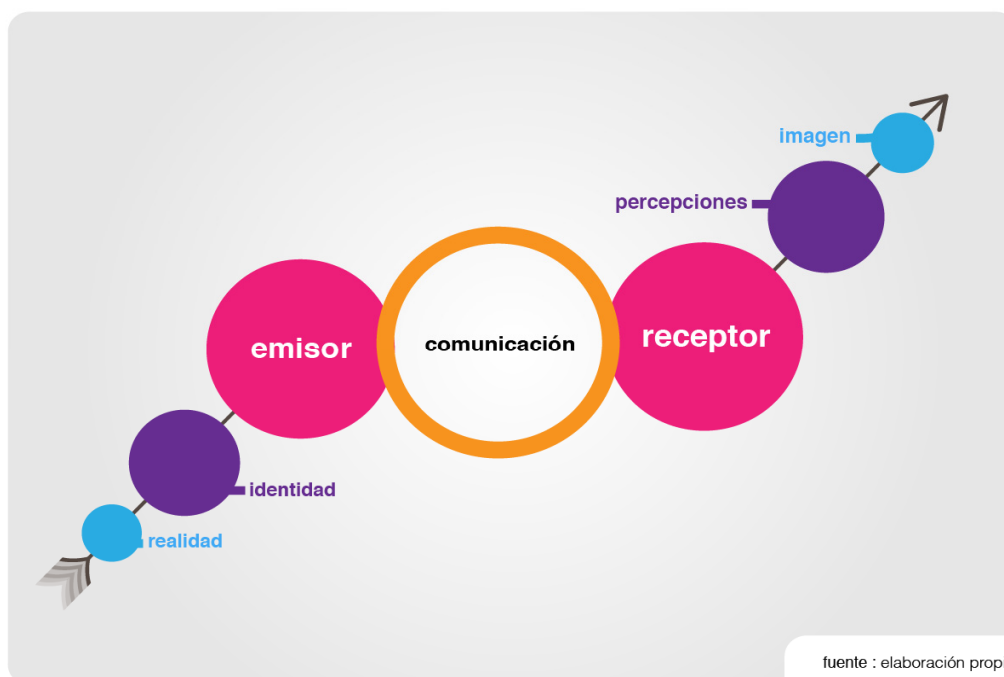 imagen
percepciones
receptor
emisor
comunicación
identidad
realidad
fuente : elaboración prop